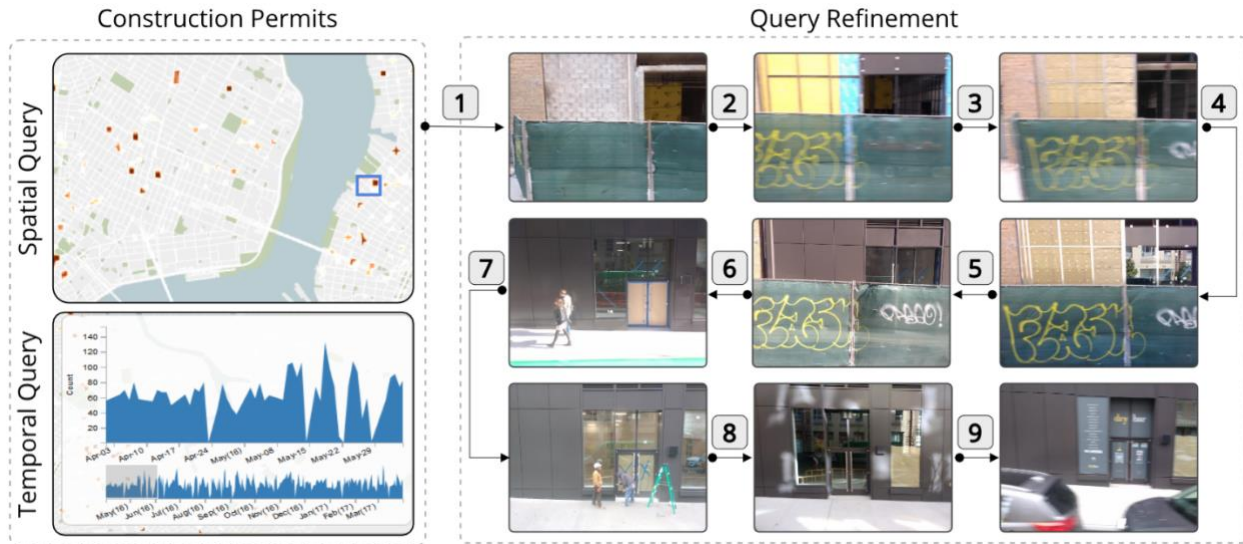 Construction Permits
Query Refinement
Spatial Query
1
2
3
4
7
6
5
8
9
Temporal Query
Count
140
120
100
80
60
40
20
Apr-03
Apr-10
Apr-17
Apr-24
May(16)
May-08
May-15
May-22
May-29
May(16)
Jun(16)
Jul(16)
Aug(16)
Sep(16)
Oct(16)
Nov(16)
Dec(16)
Jan(17)
Feb(17)
Mar(17)
dry bar